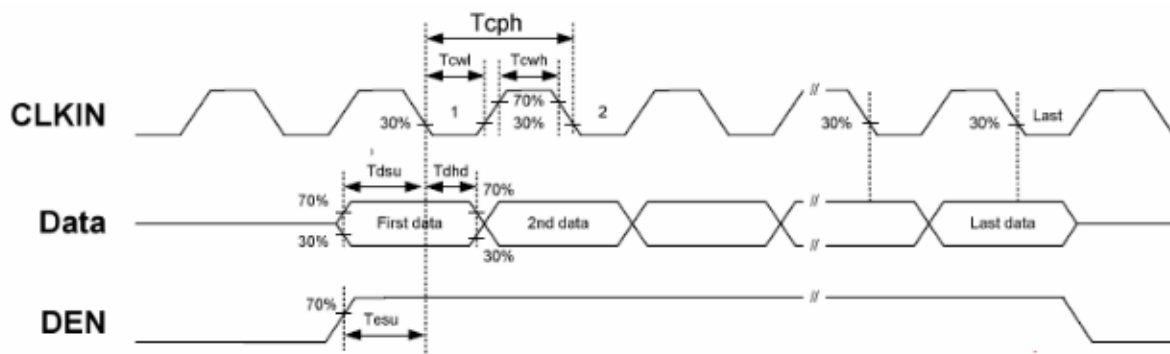 Tcph
Tcwl Tcwh
CLKIN 30% 1 70% 30% 2 // 30% 30% Last
Tdsu Tdhd
70% 70%
Data First data 2nd data // Last data
30% 30%
70% //
DEN Tesu